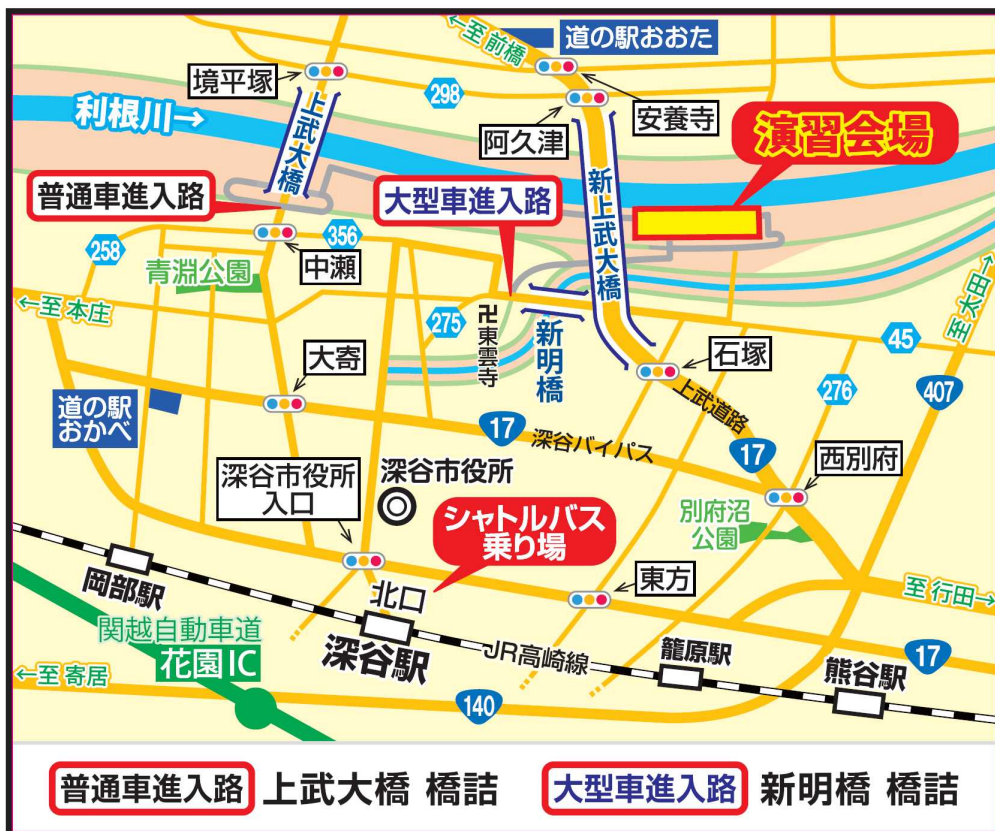 ←至前橋
道の駅おおた
境平塚
298
安養寺
阿久津
利根川→
上武大橋
演習会場
普通車進入路
大型車進入路
新上武大橋
258
356
中瀬
青淵公園
←至本庄
275
卍東雲寺
新明橋
至太田→
45
大寄
石塚
276
407
道の駅
おかべ
上武道路
17
深谷バイパス
17
西別府
深谷市役所
入口
深谷市役所
別府沼
公園
シャトルバス
乗り場
東方
北口
至行田→
岡部駅
関越自動車道
花園IC
深谷駅
JR高崎線
籠原駅
熊谷駅
17
←至寄居
140
普通車進入路 上武大橋 橋詰
大型車進入路 新明橋 橋詰